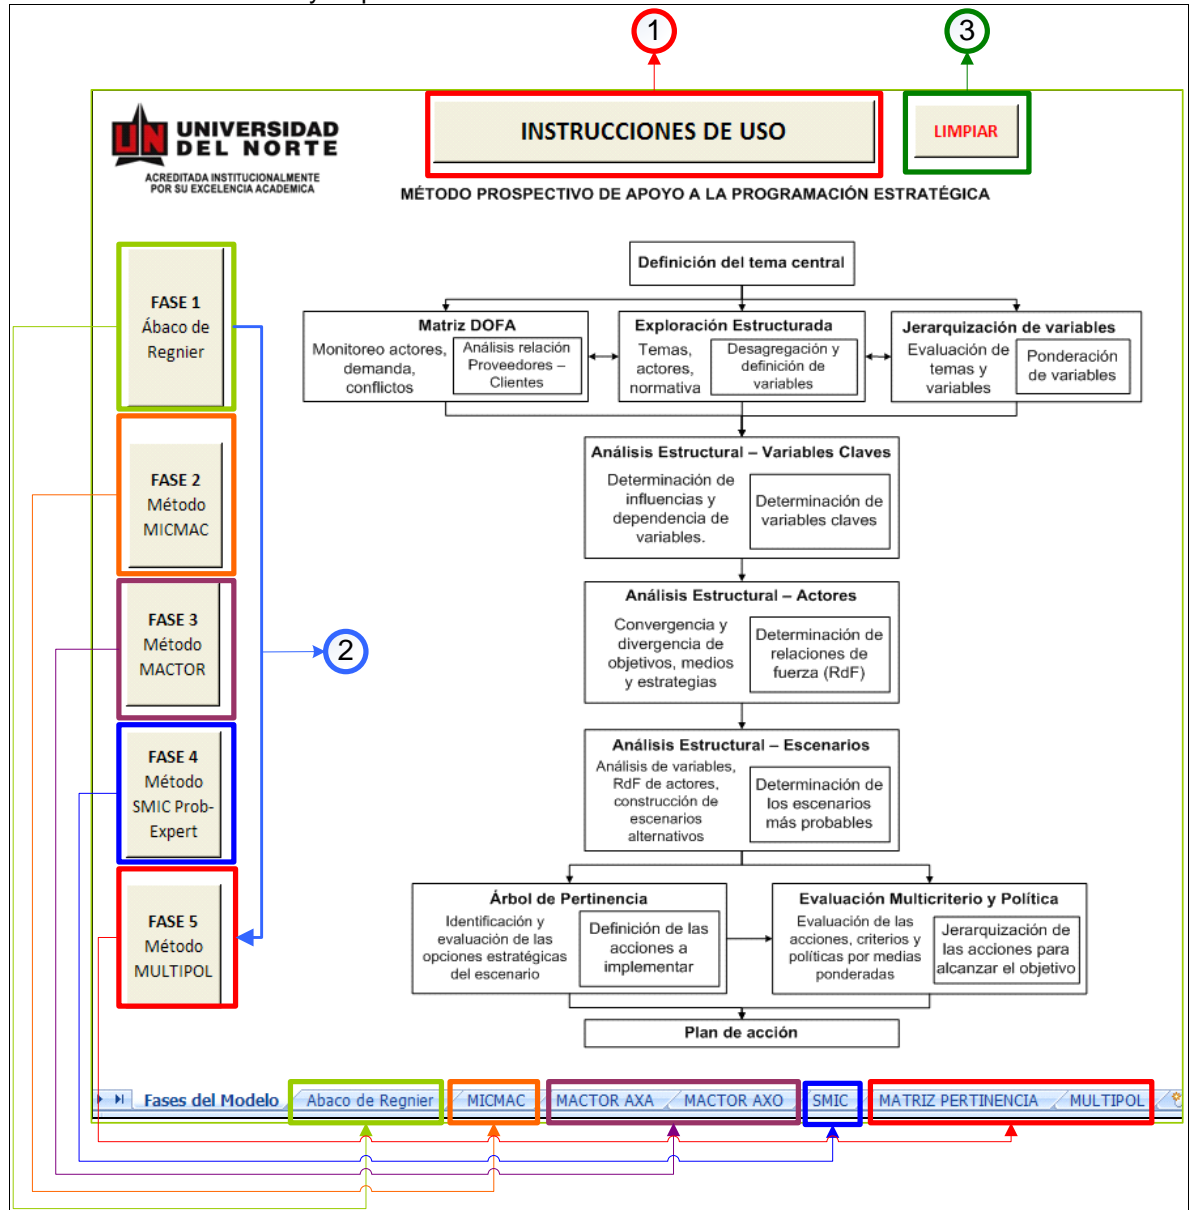 1
3
UNIVERSIDAD
DEL NORTE
ACREDITADA INSTITUCIONALMENTE
POR SU EXCELENCIA ACADEMICA
INSTRUCCIONES DE USO
LIMPIAR
MÉTODO PROSPECTIVO DE APOYO A LA PROGRAMACIÓN ESTRATÉGICA
FASE 1
Ábaco de
Regnier
FASE 2
Método
MICMAC
FASE 3
Método
MACTOR
FASE 4
Método
SMIC Prob-
Expert
FASE 5
Método
MULTIPOL
2
Definición del tema central
Matriz DOFA
Monitoreo actores,
demanda,
conflictos
Análisis relación
Proveedores –
Clientes
Exploración Estructurada
Temas,
actores,
normativa
Desagregación y
definición de
variables
Jerarquización de variables
Evaluación de
temas y
variables
Ponderación
de variables
Análisis Estructural – Variables Claves
Determinación de
influencias y
dependencia de
variables.
Determinación de
variables claves
Análisis Estructural – Actores
Convergencia y
divergencia de
objetivos, medios
y estrategias
Determinación de
relaciones de
fuerza (RdF)
Análisis Estructural – Escenarios
Análisis de variables,
RdF de actores,
construcción de
escenarios
alternativos
Determinación de
los escenarios
más probables
Árbol de Pertinencia
Identificación y
evaluación de las
opciones estratégicas
del escenario
Definición de las
acciones a
implementar
Evaluación Multicriterio y Política
Evaluación de las
acciones, criterios y
políticas por medias
ponderadas
Jerarquización de
las acciones para
alcanzar el objetivo
Plan de acción
Fases del Modelo
Abaco de Regnier
MICMAC
MACTOR AXA
MACTOR AXO
SMIC
MATRIZ PERTINENCIA
MULTIPOL